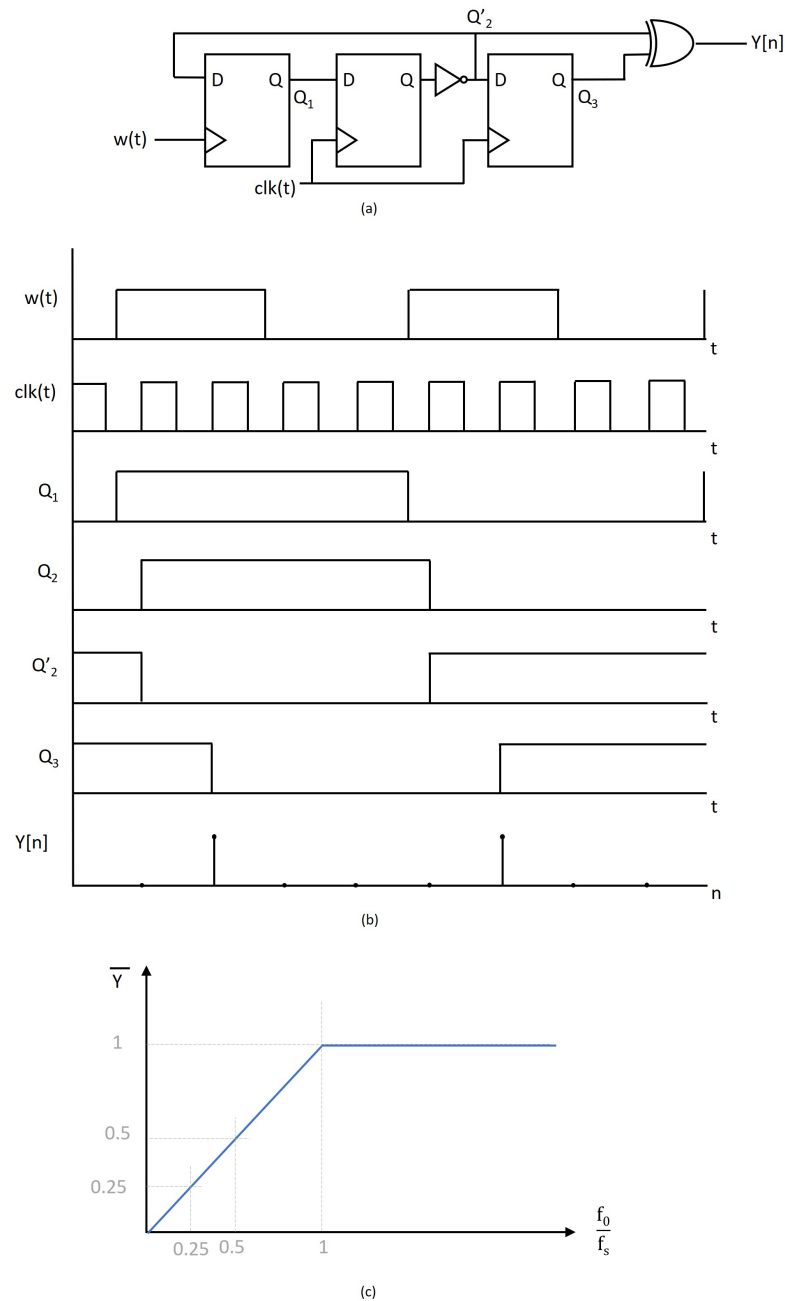 Q'₂
Y[n]
D Q D Q D Q
Q₁ Q₃
w(t)
clk(t)
(a)
w(t)
t
clk(t)
t
Q₁
t
Q₂
t
Q'₂
t
Q₃
t
Y[n]
n
(b)
Y
1
0.5
0.25
0.25 0.5 1
f₀
fₛ
(c)